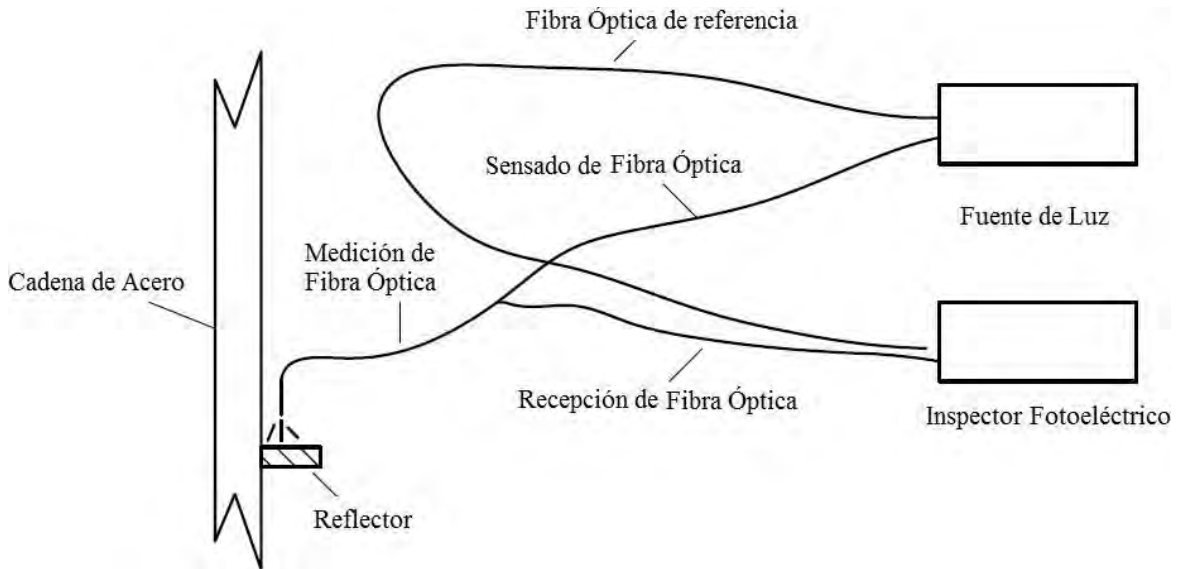 Fibra Óptica de referencia
Sensado de Fibra Óptica
Fuente de Luz
Medición de
Fibra Óptica
Cadena de Acero
Recepción de Fibra Óptica
Inspector Fotoeléctrico
Reflector